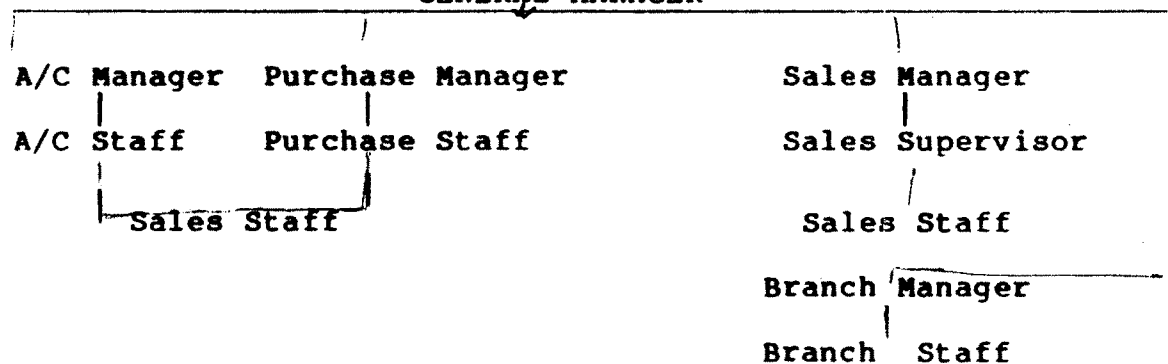 A/C Manager Purchase Manager Sales Manager
A/C Staff Purchase Staff Sales Supervisor
Sales Staff Sales Staff
Branch Manager
Branch Staff